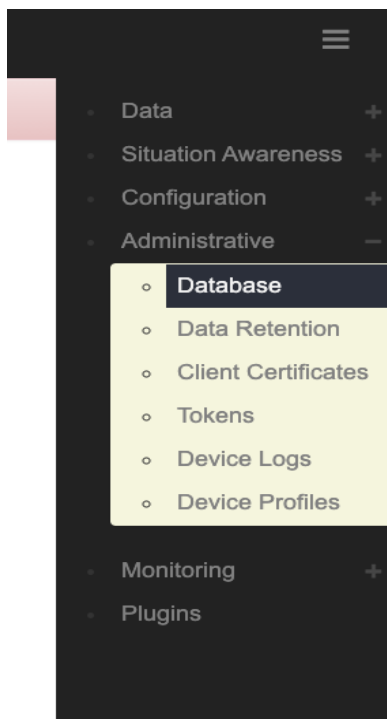 Data
Situation Awareness
Configuration
Administrative
Database
Data Retention
Client Certificates
Tokens
Device Logs
Device Profiles
Monitoring
Plugins